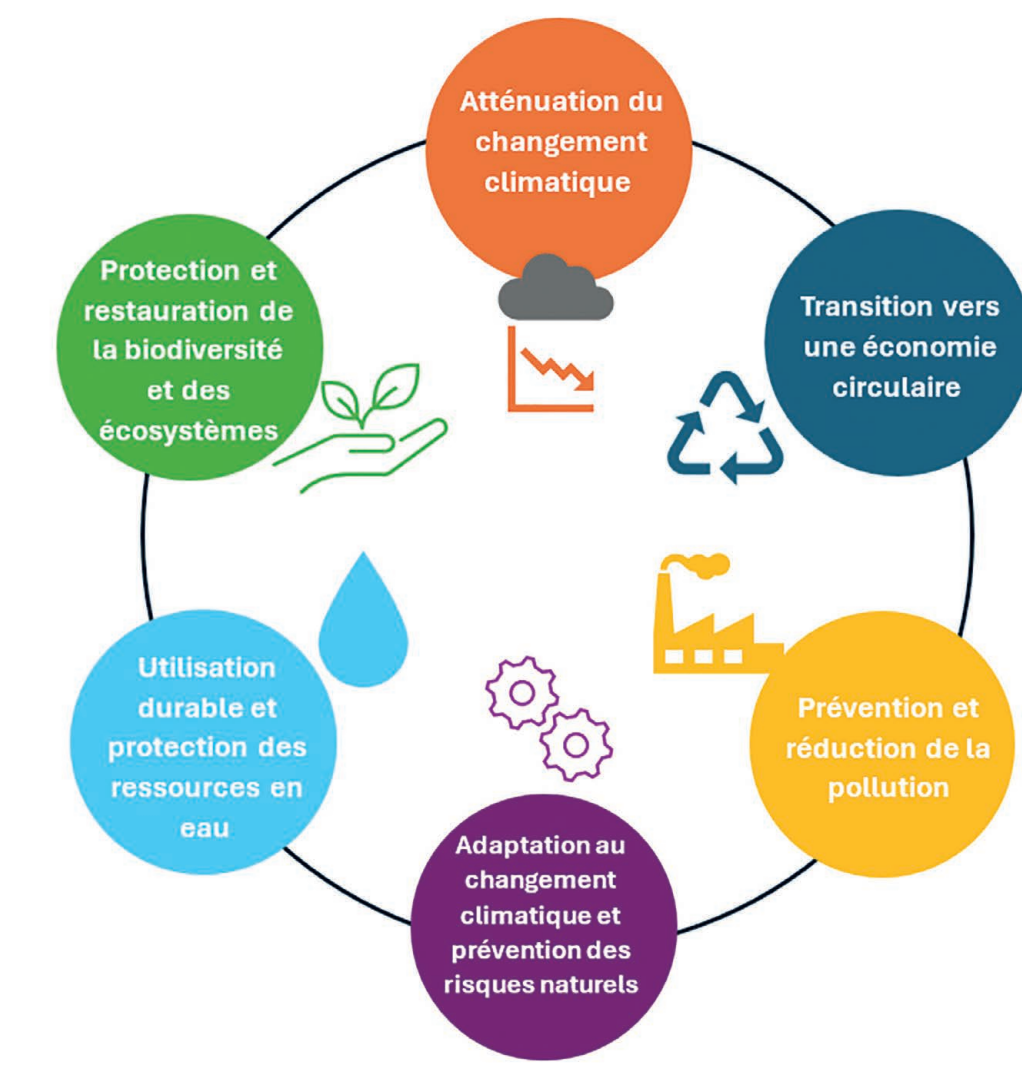 Atténuation du
changement
climatique
Transition vers
une économie
circulaire
Prévention et
réduction de la
pollution
Adaptation au
changement
climatique et
prévention des
risques naturels
Utilisation
durable et
protection des
ressources en
eau
Protection et
restauration de
la biodiversité
et des
écosystèmes